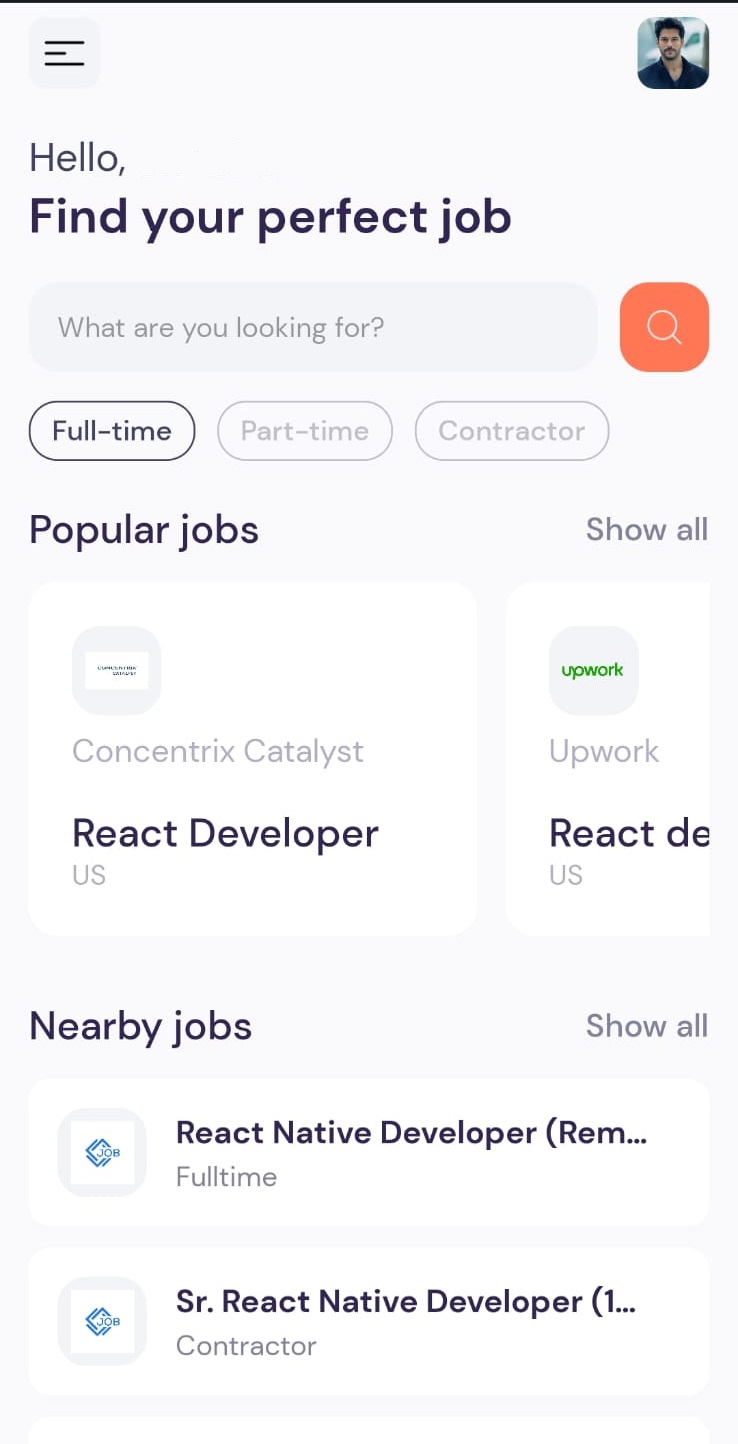 Hello,
Find your perfect job
What are you looking for?
Full-time Part-time Contractor
Popular jobs Show all
CONCENTRIX
CATALYST
upwork
Concentrix Catalyst Upwork
React Developer React de
US US
Nearby jobs Show all
JOB
React Native Developer (Rem...
Fulltime
JOB
Sr. React Native Developer (1...
Contractor